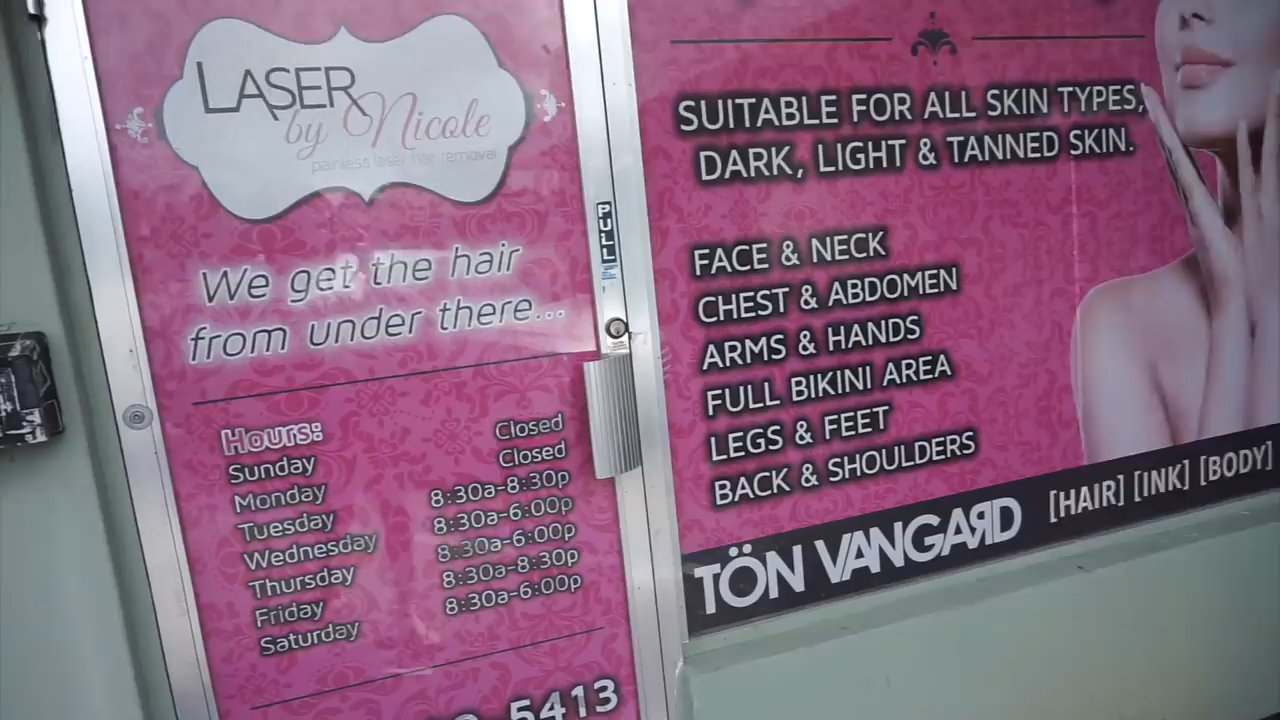 LASER
by Nicole
painless laser hair removal
We get the hair
from under there...
Hours:
Sunday Closed
Monday Closed
Tuesday 8:30a-8:30p
Wednesday 8:30a-6:00p
Thursday 8:30a-6:00p
Friday 8:30a-8:30p
Saturday 8:30a-6:00p
5413
PULL
SUITABLE FOR ALL SKIN TYPES,
DARK, LIGHT & TANNED SKIN.
FACE & NECK
CHEST & ABDOMEN
ARMS & HANDS
FULL BIKINI AREA
LEGS & FEET
BACK & SHOULDERS
TÖN VANGARD [HAIR] [INK] [BODY]